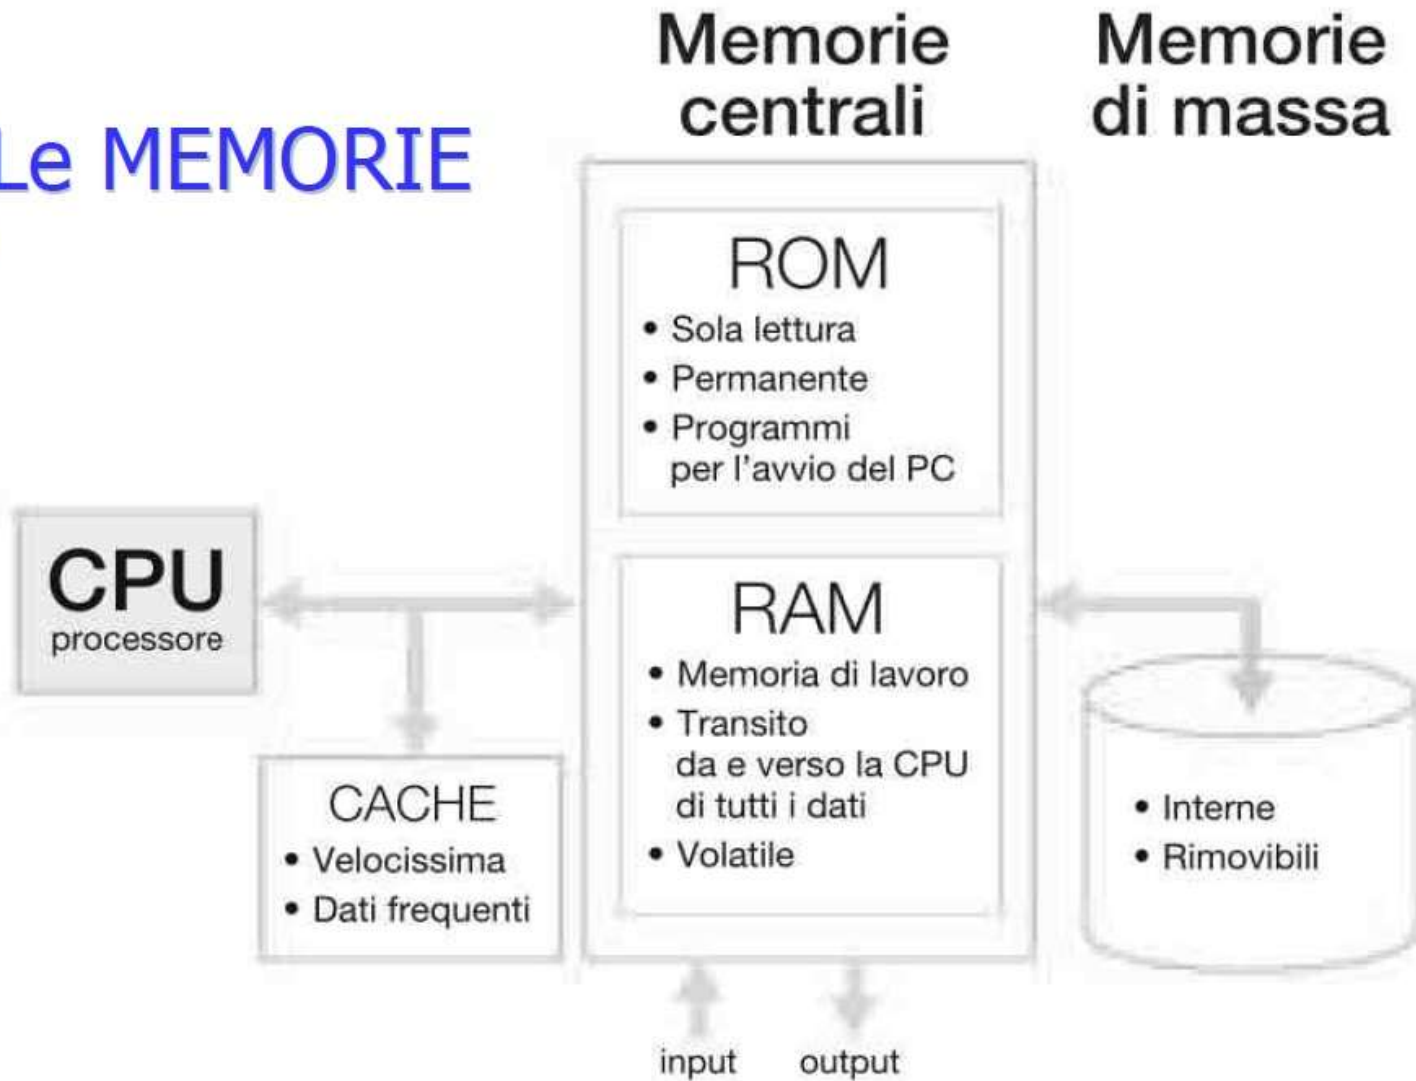 Le MEMORIE
Memorie
centrali
Memorie
di massa
ROM
• Sola lettura
• Permanente
• Programmi
per l'avvio del PC
CPU
processore
RAM
• Memoria di lavoro
• Transito
da e verso la CPU
di tutti i dati
• Volatile
CACHE
• Velocissima
• Dati frequenti
• Interne
• Rimovibili
input
output